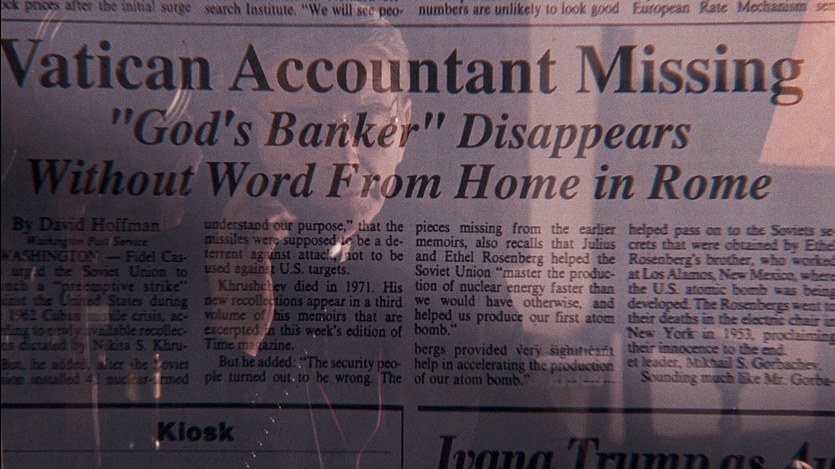 prices after the initial surge
search Institute. "We will see peo-
numbers are unlikely to look good
European Rate Mechanism
Vatican Accountant Missing
"God's Banker" Disappears
Without Word From Home in Rome
By David Hoffman
Washington Post Service
WASHINGTON — Fidel Cas-
urged the Soviet Union to
such a "preemptive strike"
against the United States during
1962 Cuban missile crisis, ac-
cording to newly available recollec-
as dictated by Nikita S. Khru-
But, he added, after the Soviet
Union installed 42 nuclear-armed
understand our purpose," that the
missiles were supposed to be a de-
terrent against attack, not to be
used against U.S. targets.
Khrushchev died in 1971. His
new recollections appear in a third
volume of his memoirs that are
excerpted in this week's edition of
Time magazine.
But he added: "The security peo-
ple turned out to be wrong. The
pieces missing from the earlier
memoirs, also recalls that Julius
and Ethel Rosenberg helped the
Soviet Union "master the produc-
tion of nuclear energy faster than
we would have otherwise, and
helped us produce our first atom
bomb."
bergs provided very significant
help in accelerating the production
of our atom bomb."
helped pass on to the Soviets se-
crets that were obtained by Ethel
Rosenberg's brother, who worked
at Los Alamos, New Mexico, where
the U.S. atomic bomb was being
developed. The Rosenbergs went to
their deaths in the electric chair in
New York in 1953, proclaiming
their innocence to the end.
et leader, Mikhail S. Gorbachev.
Sounding much like Mr. Gorba-
Kiosk
Ivana Trump as